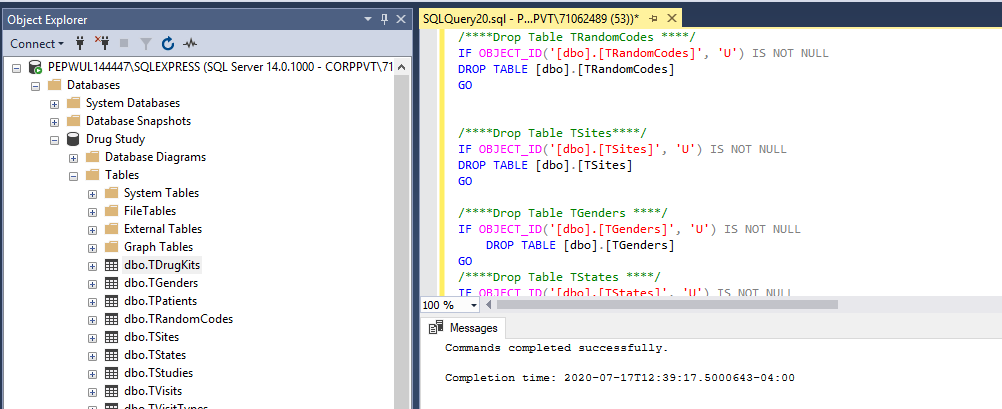 Object Explorer
Connect
PEPWUL144447\SQLEXPRESS (SQL Server 14.0.1000 - CORPPVT\71
Databases
System Databases
Database Snapshots
Drug Study
Database Diagrams
Tables
System Tables
FileTables
External Tables
Graph Tables
dbo.TDrugKits
dbo.TGenders
dbo.TPatients
dbo.TRandomCodes
dbo.TSites
dbo.TStates
dbo.TStudies
dbo.TVisits
dbo.TVisitTypes
SQLQuery20.sql - P...PVT\71062489 (53))*
/****Drop Table TRandomCodes ****/
IF OBJECT_ID('[dbo].[TRandomCodes]', 'U') IS NOT NULL
DROP TABLE [dbo].[TRandomCodes]
GO
/****Drop Table TSites****/
IF OBJECT_ID('[dbo].[TSites]', 'U') IS NOT NULL
DROP TABLE [dbo].[TSites]
GO
/****Drop Table TGenders ****/
IF OBJECT_ID('[dbo].[TGenders]', 'U') IS NOT NULL
DROP TABLE [dbo].[TGenders]
GO
/****Drop Table TStates ****/
IF OBJECT_ID('[dbo].[TStates]', 'U') IS NOT NULL
100 %
Messages
Commands completed successfully.
Completion time: 2020-07-17T12:39:17.5000643-04:00